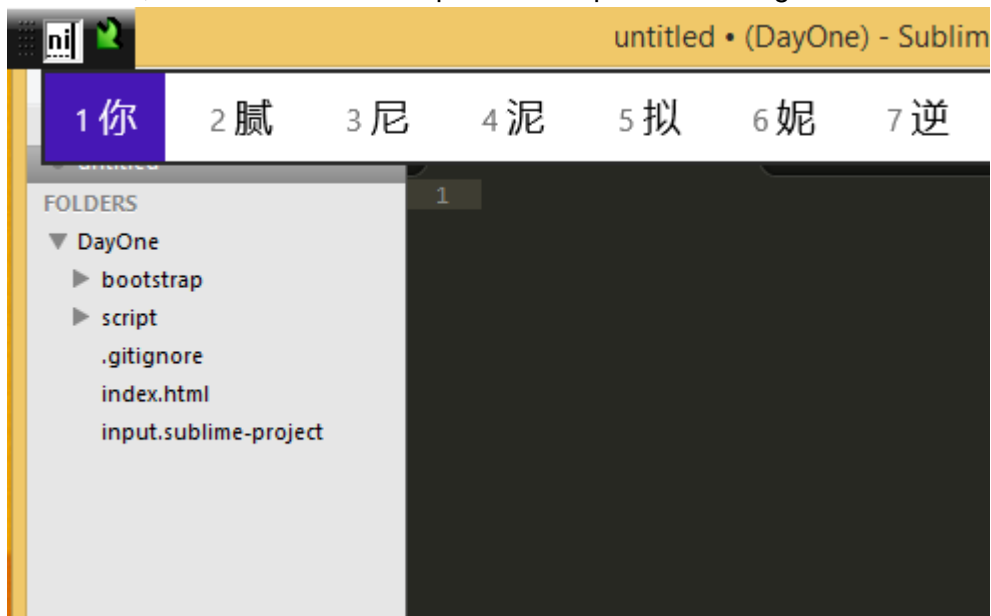 ni
untitled • (DayOne) - Sublim
1 你 2 腻 3 尼 4 泥 5 拟 6 妮 7 逆
untitled
FOLDERS
1
DayOne
bootstrap
script
.gitignore
index.html
input.sublime-project